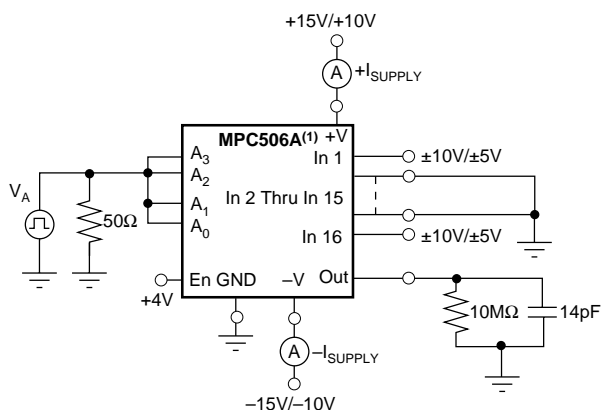 +15V/+10V
A
+I_SUPPLY
MPC506A(1)
+V
A3
A2
A1
A0
In 1
±10V/±5V
In 2 Thru In 15
In 16
±10V/±5V
VA
50Ω
En
GND
–V
Out
+4V
10MΩ
14pF
A
–I_SUPPLY
–15V/–10V